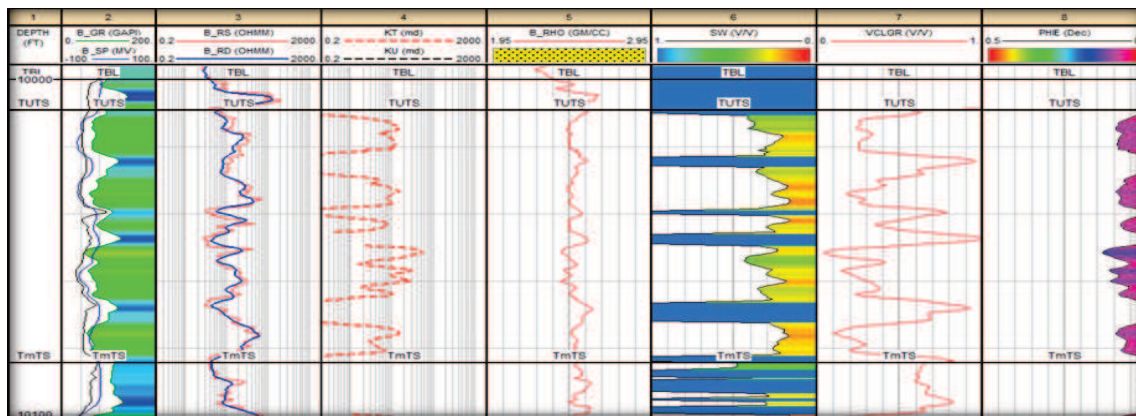 1 2 3 4 5 6 7 8
DEPTH (FT)
B_GR (GAPI)
0. 200.
B_SP (MV)
-100. 100.
B_RS (OHMM)
0.2 2000
B_RD (OHMM)
0.2 2000
KT (md)
0.2 2000
KU (md)
0.2 2000
B_RHO (GM/CC)
1.95 2.95
SW (V/V)
1. 0.
VCLGR (V/V)
0. 1.
PHIE (Dec)
0.5 0.
TBL TBL TBL TBL TBL TBL TBL TBL
10000
TUTS TUTS TUTS TUTS TUTS TUTS TUTS TUTS
TmTS TmTS TmTS TmTS TmTS TmTS TmTS TmTS
10100